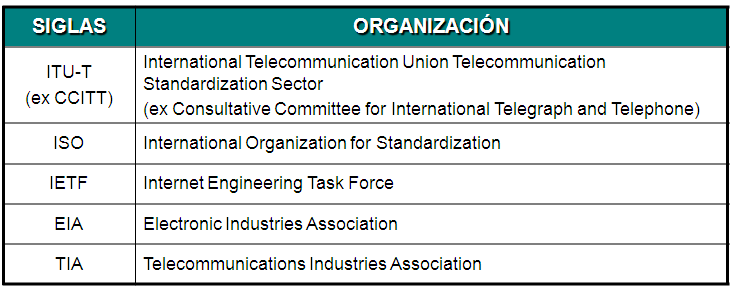 SIGLAS ORGANIZACIÓN
ITU-T
(ex CCITT)
International Telecommunication Union Telecommunication
Standardization Sector
(ex Consultative Committee for International Telegraph and Telephone)
ISO International Organization for Standardization
IETF Internet Engineering Task Force
EIA Electronic Industries Association
TIA Telecommunications Industries Association